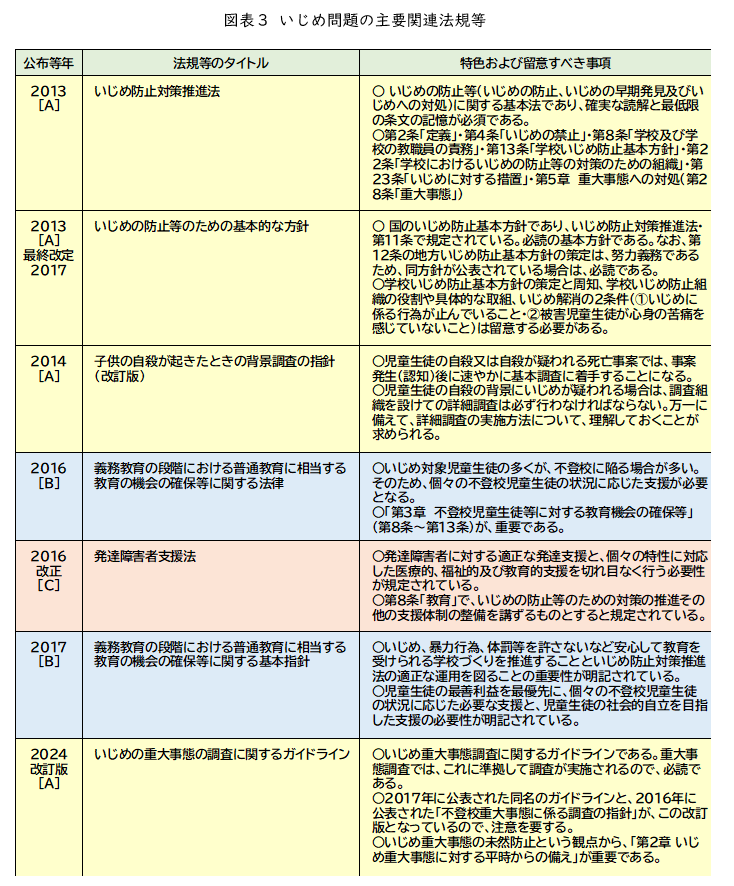 図表３ いじめ問題の主要関連法規等
公布等年
法規等のタイトル
特色および留意すべき事項
2013
[A]
いじめ防止対策推進法
○ いじめの防止等(いじめの防止、いじめの早期発見及びい
じめへの対処)に関する基本法であり、確実な読解と最低限
の条文の記憶が必須である。
○第2条「定義」・第4条「いじめの禁止」・第8条「学校及び学
校の教職員の責務」・第13条「学校いじめ防止基本方針」・第2
2条「学校におけるいじめの防止等の対策のための組織」・第
23条「いじめに対する措置」・第5章 重大事態への対処(第2
8条「重大事態」)
2013
[A]
最終改定
2017
いじめの防止等のための基本的な方針
○ 国のいじめ防止基本方針であり、いじめ防止対策推進法・
第11条で規定されている。必読の基本方針である。なお、第
12条の地方いじめ防止基本方針の策定は、努力義務である
ため、同方針が公表されている場合は、必読である。
○学校いじめ防止基本方針の策定と周知、学校いじめ防止組
織の役割や具体的な取組、いじめ解消の2条件(①いじめに
係る行為が止んでいること・②被害児童生徒が心身の苦痛を
感じていないこと)は留意する必要がある。
2014
[A]
子供の自殺が起きたときの背景調査の指針
(改訂版)
○児童生徒の自殺又は自殺が疑われる死亡事案では、事案
発生(認知)後に速やかに基本調査に着手することになる。
○児童生徒の自殺の背景にいじめが疑われる場合は、調査組
織を設けての詳細調査は必ず行わなければならない。万一に
備えて、詳細調査の実施方法について、理解しておくことが
求められる。
2016
[B]
義務教育の段階における普通教育に相当する
教育の機会の確保等に関する法律
○いじめ対象児童生徒の多くが、不登校に陥る場合が多い。
そのため、個々の不登校児童生徒の状況に応じた支援が必要
となる。
○「第3章 不登校児童生徒等に対する教育機会の確保等」
(第8条～第13条)が、重要である。
2016
改正
[C]
発達障害者支援法
○発達障害者に対する適正な発達支援と、個々の特性に対応
した医療的、福祉的及び教育的支援を切れ目なく行う必要性
が規定されている。
○第8条「教育」で、いじめの防止等のための対策の推進その
他の支援体制の整備を講ずるものとすると規定されている。
2017
[B]
義務教育の段階における普通教育に相当する
教育の機会の確保等に関する基本指針
○いじめ、暴力行為、体罰等を許さないなど安心して教育を
受けられる学校づくりを推進することといじめ防止対策推進
法の適正な運用を図ることの重要性が明記されている。
○児童生徒の最善利益を最優先に、個々の不登校児童生徒
の状況に応じた必要な支援と、児童生徒の社会的自立を目指
した支援の必要性が明記されている。
2024
改訂版
[A]
いじめの重大事態の調査に関するガイドライン
○いじめ重大事態調査に関するガイドラインである。重大事
態調査では、これに準拠して調査が実施されるので、必読で
ある。
○2017年に公表された同名のガイドラインと、2016年に
公表された「不登校重大事態に係る調査の指針」が、この改訂
版となっているので、注意を要する。
○いじめ重大事態の未然防止という観点から、「第2章 いじ
め重大事態に対する平時からの備え」が重要である。